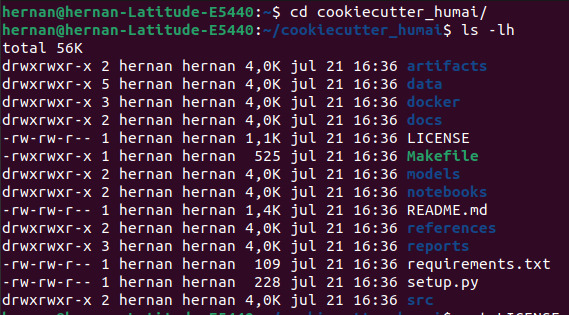 hernan@hernan-Latitude-E5440:~$ cd cookiecutter_humai/
hernan@hernan-Latitude-E5440:~/cookiecutter_humai$ ls -lh
total 56K
drwxrwxr-x 2 hernan hernan 4,0K jul 21 16:36 artifacts
drwxrwxr-x 5 hernan hernan 4,0K jul 21 16:36 data
drwxrwxr-x 3 hernan hernan 4,0K jul 21 16:36 docker
drwxrwxr-x 2 hernan hernan 4,0K jul 21 16:36 docs
-rw-rw-r-- 1 hernan hernan 1,1K jul 21 16:36 LICENSE
-rwxrwxr-x 1 hernan hernan  525 jul 21 16:36 Makefile
drwxrwxr-x 2 hernan hernan 4,0K jul 21 16:36 models
drwxrwxr-x 2 hernan hernan 4,0K jul 21 16:36 notebooks
-rw-rw-r-- 1 hernan hernan 1,4K jul 21 16:36 README.md
drwxrwxr-x 2 hernan hernan 4,0K jul 21 16:36 references
drwxrwxr-x 3 hernan hernan 4,0K jul 21 16:36 reports
-rw-rw-r-- 1 hernan hernan  109 jul 21 16:36 requirements.txt
-rw-rw-r-- 1 hernan hernan  228 jul 21 16:36 setup.py
drwxrwxr-x 2 hernan hernan 4,0K jul 21 16:36 src